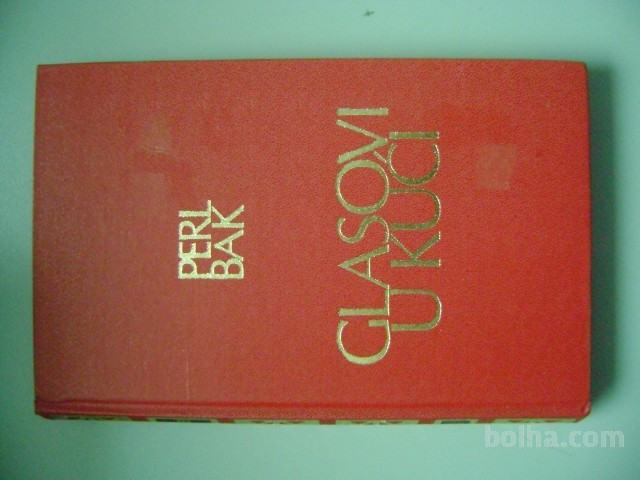 PERL
BAK
GLASOVI
U KUĆI
bolha.com